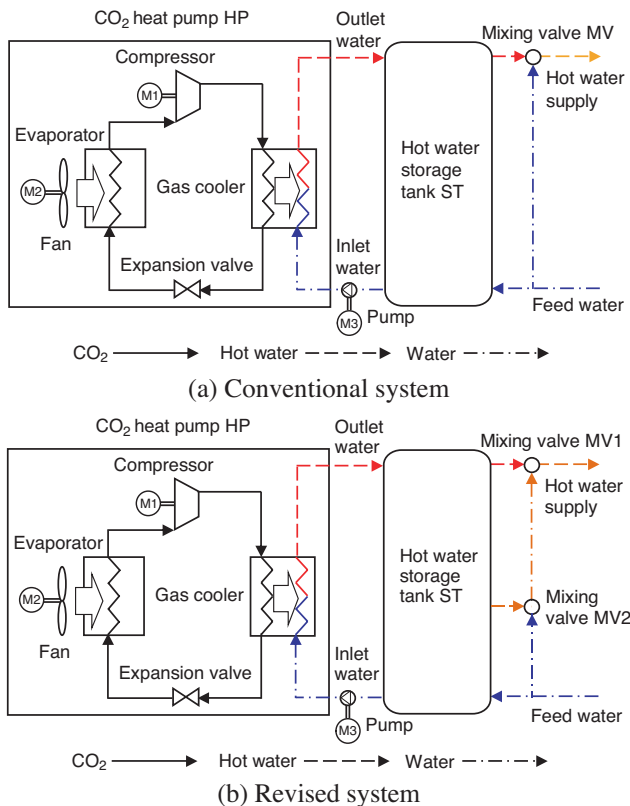 CO2 heat pump HP
Outlet
water
Mixing valve MV
Compressor
M1
Hot water
supply
Evaporator
M2
Gas cooler
Hot water
storage
tank ST
Fan
Inlet
water
Expansion valve
Feed water
M3
Pump
CO2
Hot water
Water
(a) Conventional system
CO2 heat pump HP
Outlet
water
Mixing valve MV1
Compressor
M1
Hot water
supply
Evaporator
M2
Gas cooler
Hot water
storage
tank ST
Mixing
valve MV2
Fan
Inlet
water
Expansion valve
Feed water
M3
Pump
CO2
Hot water
Water
(b) Revised system